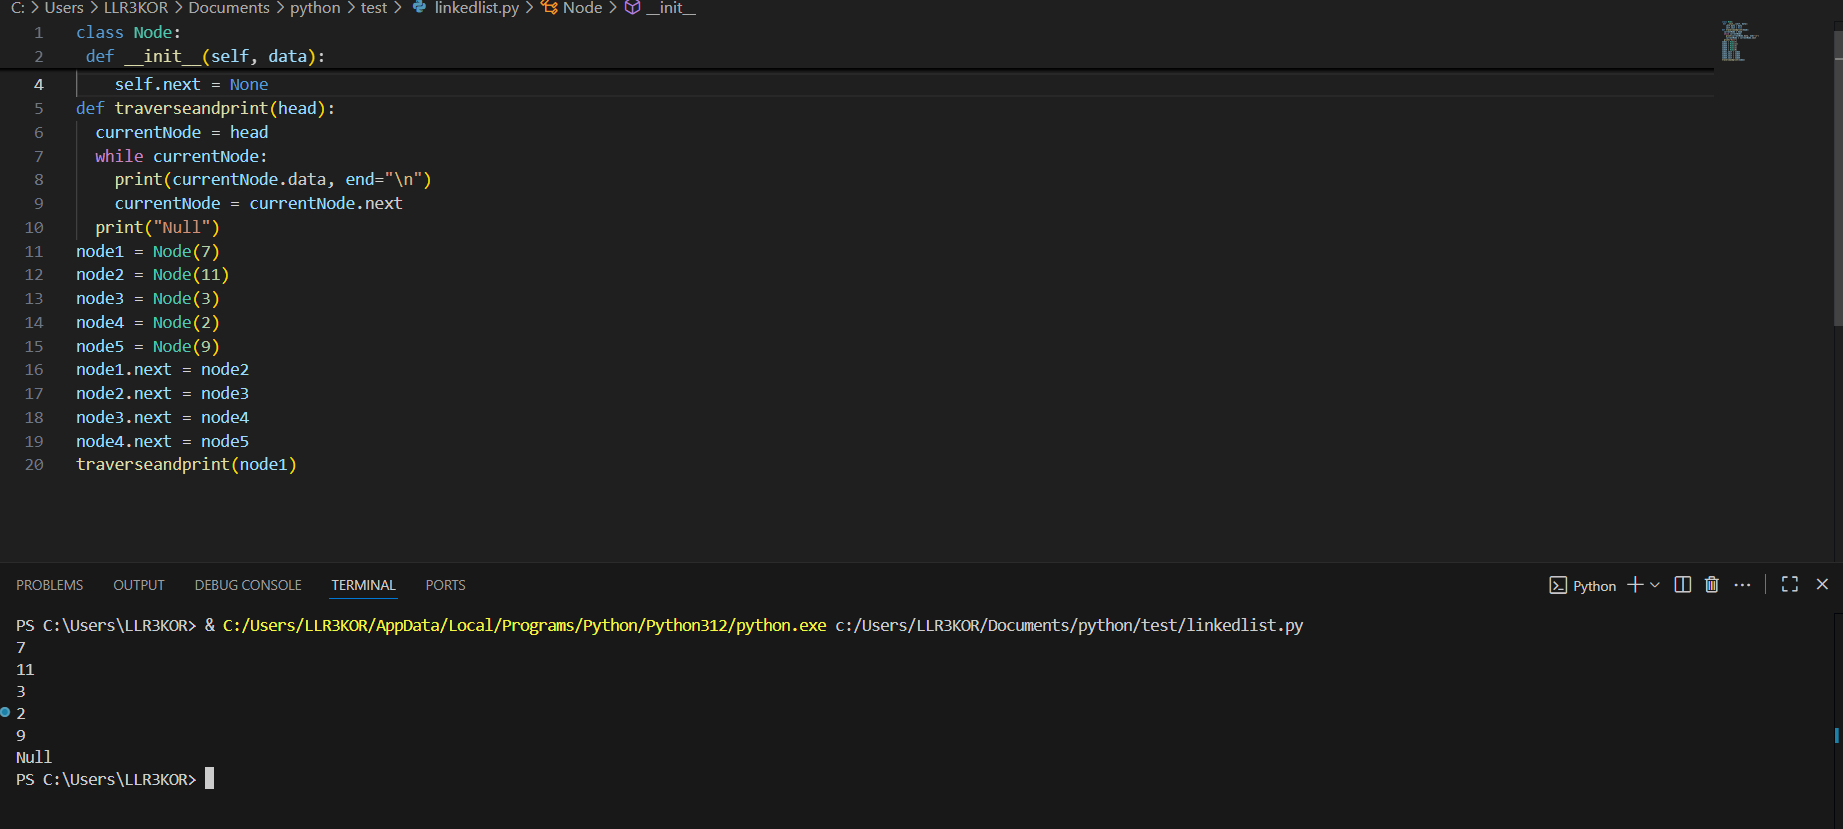 C: > Users > LLR3KOR > Documents > python > test > linkedlist.py > Node > __init__
1 class Node:
2  def __init__(self, data):
4     self.next = None
5 def traverseandprint(head):
6   currentNode = head
7   while currentNode:
8     print(currentNode.data, end="\n")
9     currentNode = currentNode.next
10   print("Null")
11 node1 = Node(7)
12 node2 = Node(11)
13 node3 = Node(3)
14 node4 = Node(2)
15 node5 = Node(9)
16 node1.next = node2
17 node2.next = node3
18 node3.next = node4
19 node4.next = node5
20 traverseandprint(node1)
PROBLEMS OUTPUT DEBUG CONSOLE TERMINAL PORTS Python
PS C:\Users\LLR3KOR> & C:/Users/LLR3KOR/AppData/Local/Programs/Python/Python312/python.exe c:/Users/LLR3KOR/Documents/python/test/linkedlist.py
7
11
3
2
9
Null
PS C:\Users\LLR3KOR>